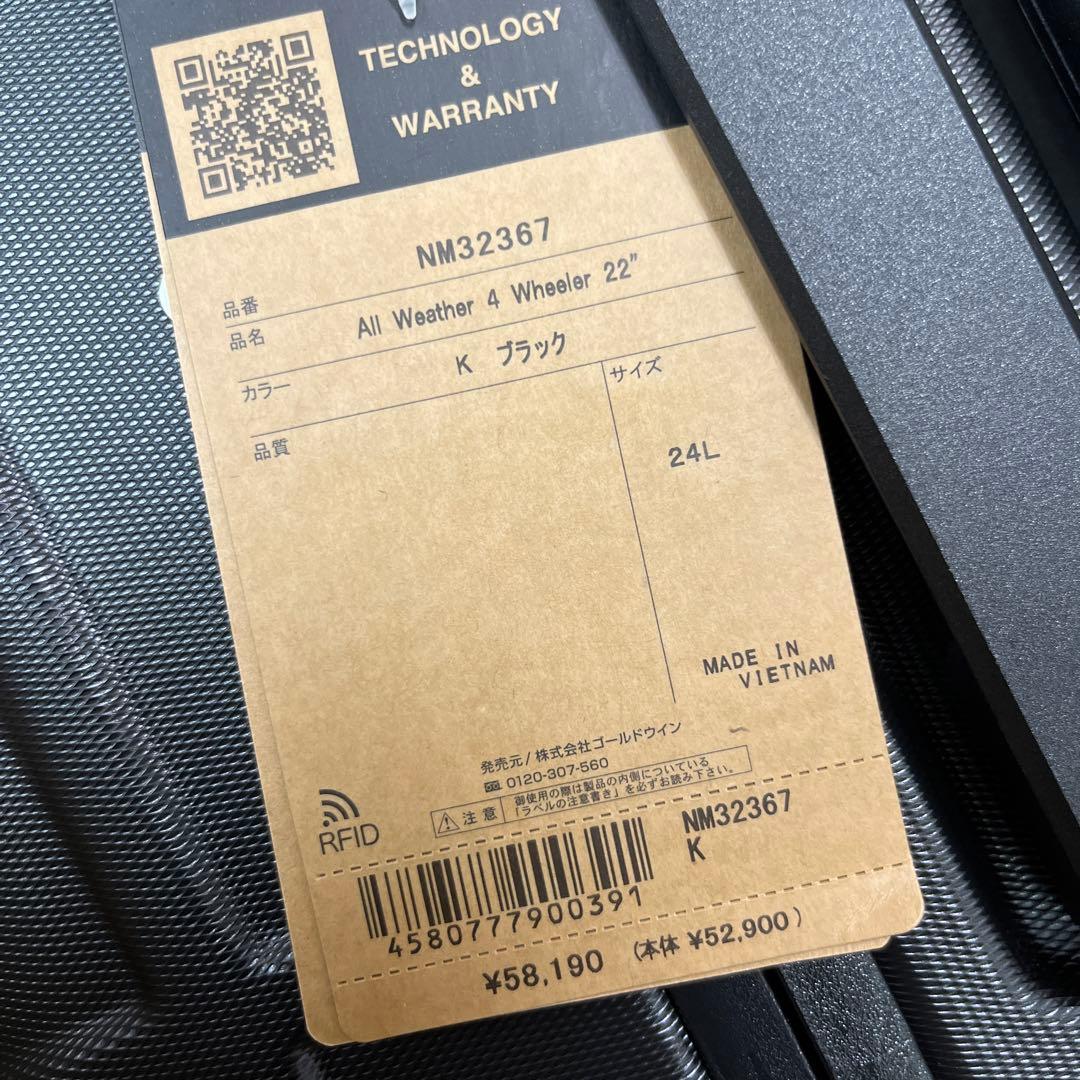 TECHNOLOGY
&
WARRANTY
品番 NM32367
品名 All Weather 4 Wheeler 22"
カラー K ブラック
品質
サイズ
24L
MADE IN
VIETNAM
発売元/株式会社ゴールドウイン
0120-307-560
注意 御使用の際は製品の内側についている
「ラベルの注意書き」を必ずお読み下さい。
RFID
NM32367
K
4580777900391
¥58,190 (本体 ¥52,900)